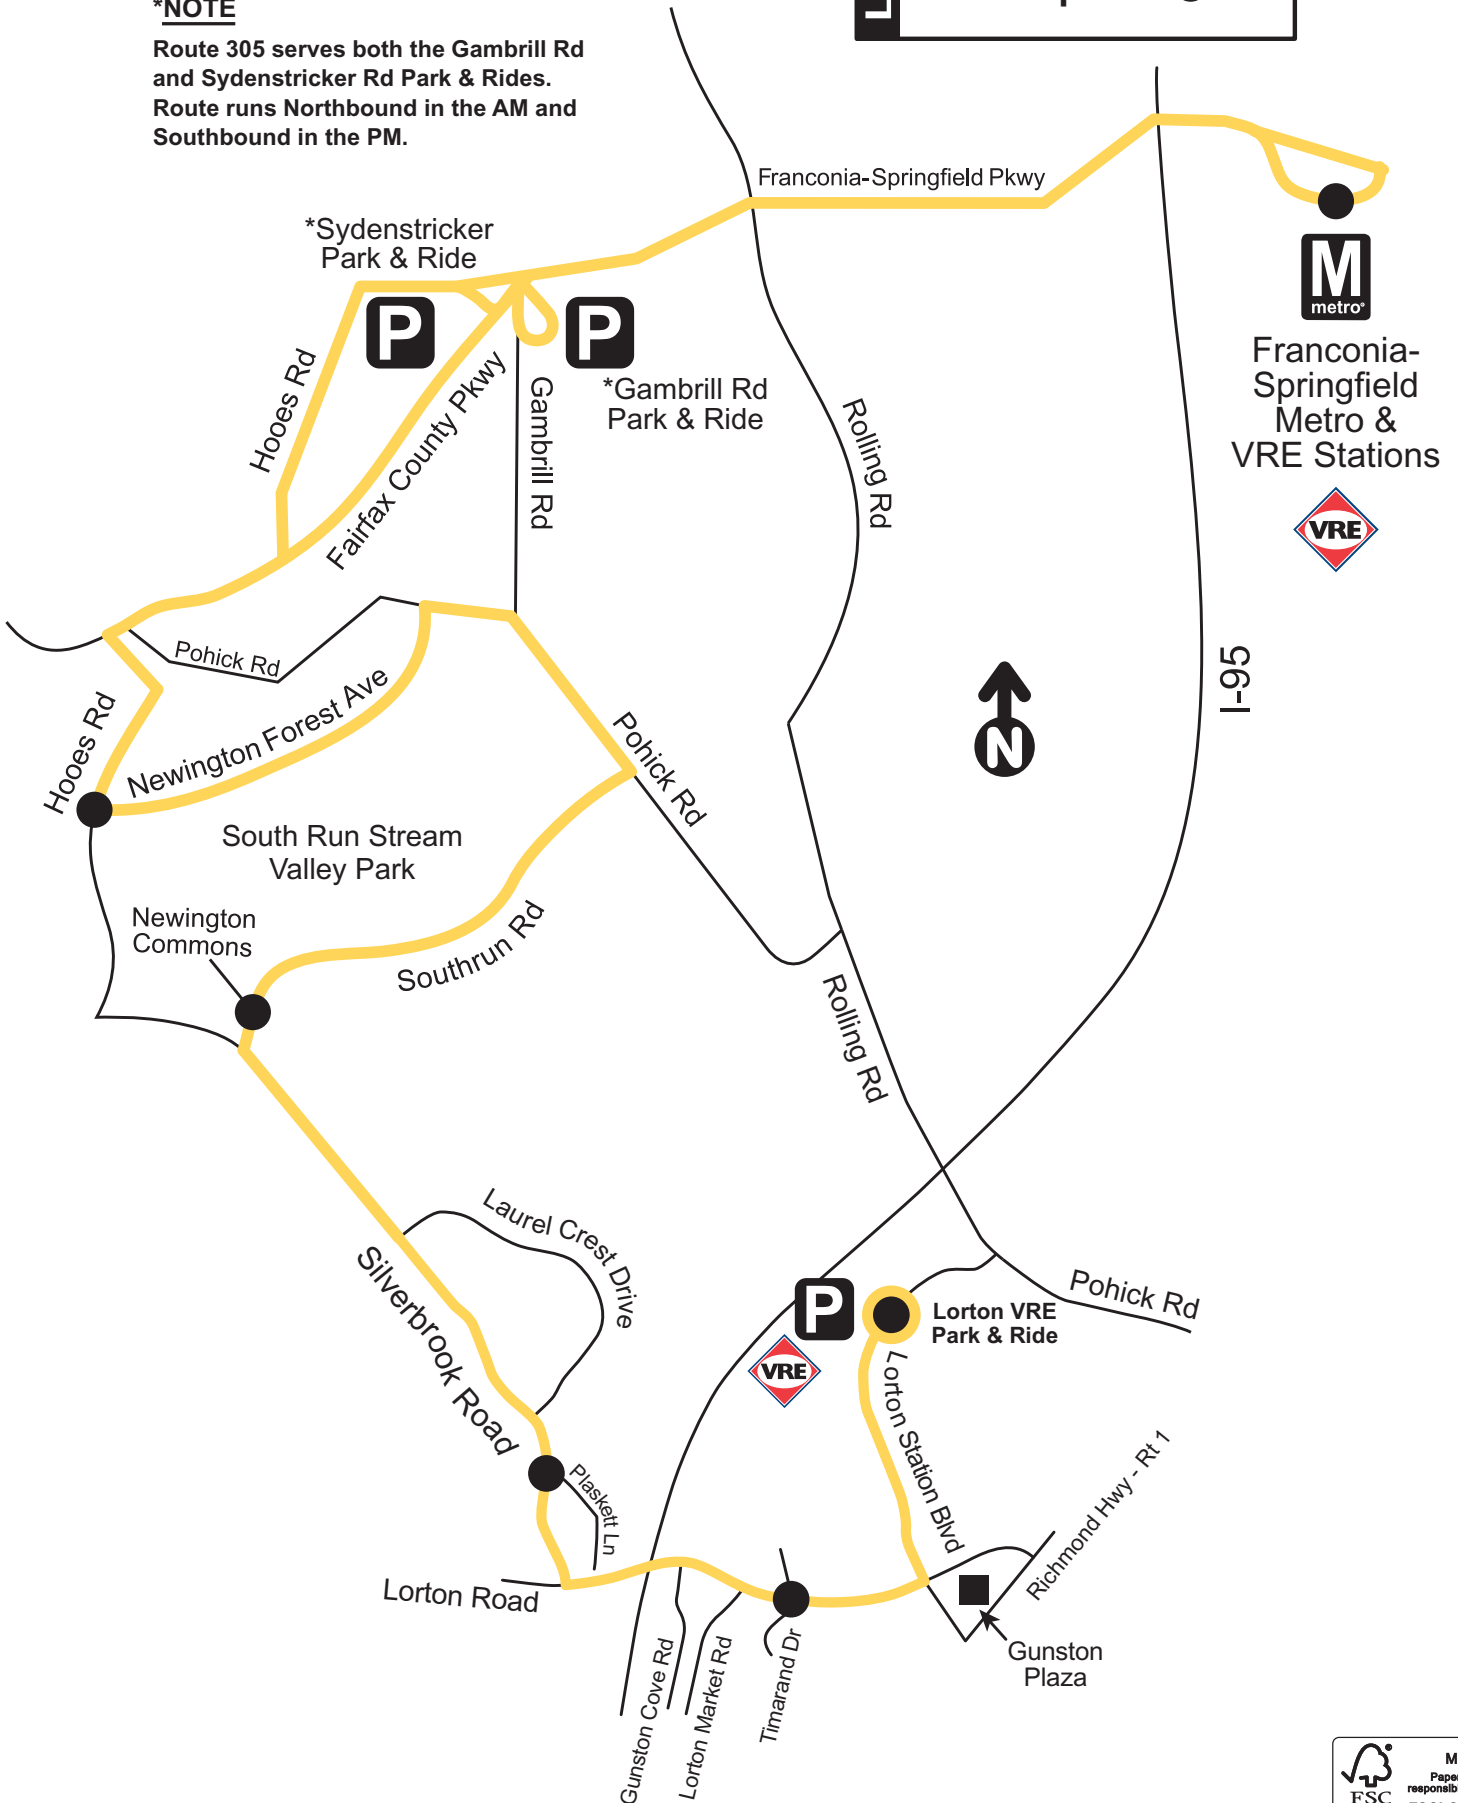 *NOTE
Route 305 serves both the Gambrill Rd
and Sydenstricker Rd Park & Rides.
Route runs Northbound in the AM and
Southbound in the PM.
Franconia-Springfield Pkwy
*Sydenstricker
Park & Ride
P
P
*Gambrill Rd
Park & Ride
M
metro
Franconia-
Springfield
Metro &
VRE Stations
VRE
Hooes Rd
Fairfax County Pkwy
Gambrill Rd
Rolling Rd
I-95
Pohick Rd
Newington Forest Ave
Hooes Rd
Pohick Rd
N
South Run Stream
Valley Park
Newington
Commons
Southrun Rd
Rolling Rd
Laurel Crest Drive
Silverbrook Road
P
VRE
Lorton VRE
Park & Ride
Pohick Rd
Lorton Station Blvd
Richmond Hwy - Rt 1
Plaskett Ln
Lorton Road
Gunston Cove Rd
Lorton Market Rd
Timarand Dr
Gunston
Plaza
FSC